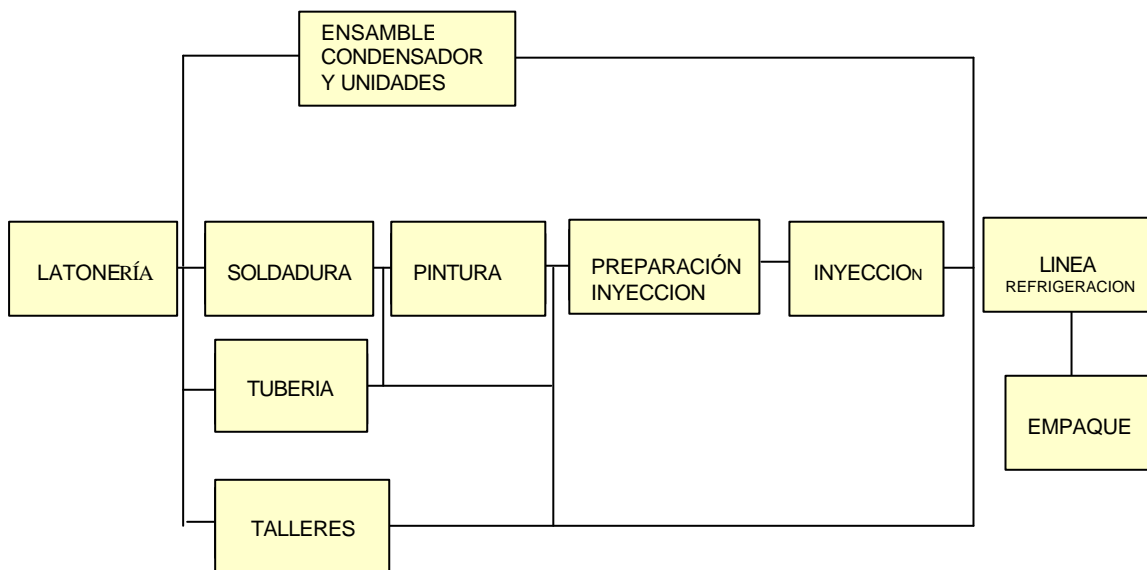 ENSAMBLE
CONDENSADOR
Y UNIDADES
LATONERÍA
SOLDADURA
PINTURA
PREPARACIÓN
INYECCION
INYECCION
LINEA
REFRIGERACION
TUBERIA
EMPAQUE
TALLERES